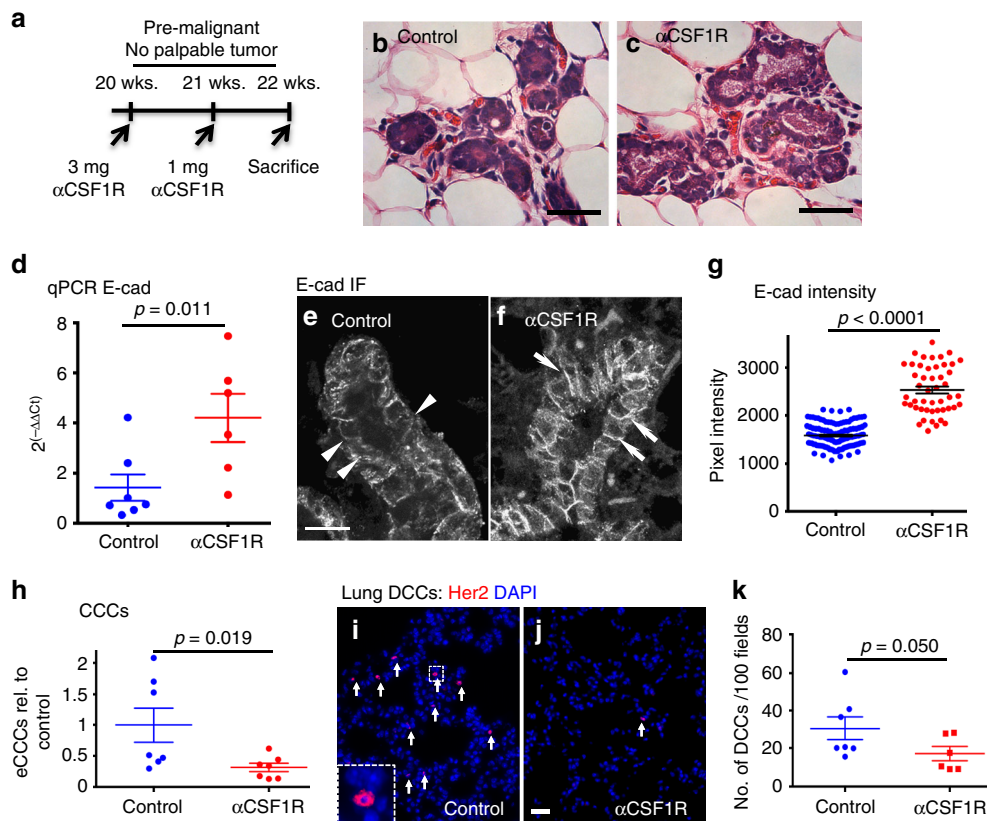 a
Pre-malignant
No palpable tumor
20 wks. 21 wks. 22 wks.
3 mg αCSF1R
1 mg αCSF1R
Sacrifice
b Control
c αCSF1R
d
qPCR E-cad
p = 0.011
2^(−ΔΔCt)
8
6
4
2
0
Control αCSF1R
E-cad IF
e Control
f αCSF1R
g
E-cad intensity
p < 0.0001
Pixel intensity
3000
2000
1000
0
Control αCSF1R
h
CCCs
p = 0.019
eCCCs rel. to control
2
1.5
1
0.5
0
Control αCSF1R
Lung DCCs: Her2 DAPI
i
Control
j
αCSF1R
k
p = 0.050
No. of DCCs /100 fields
80
60
40
20
0
Control αCSF1R